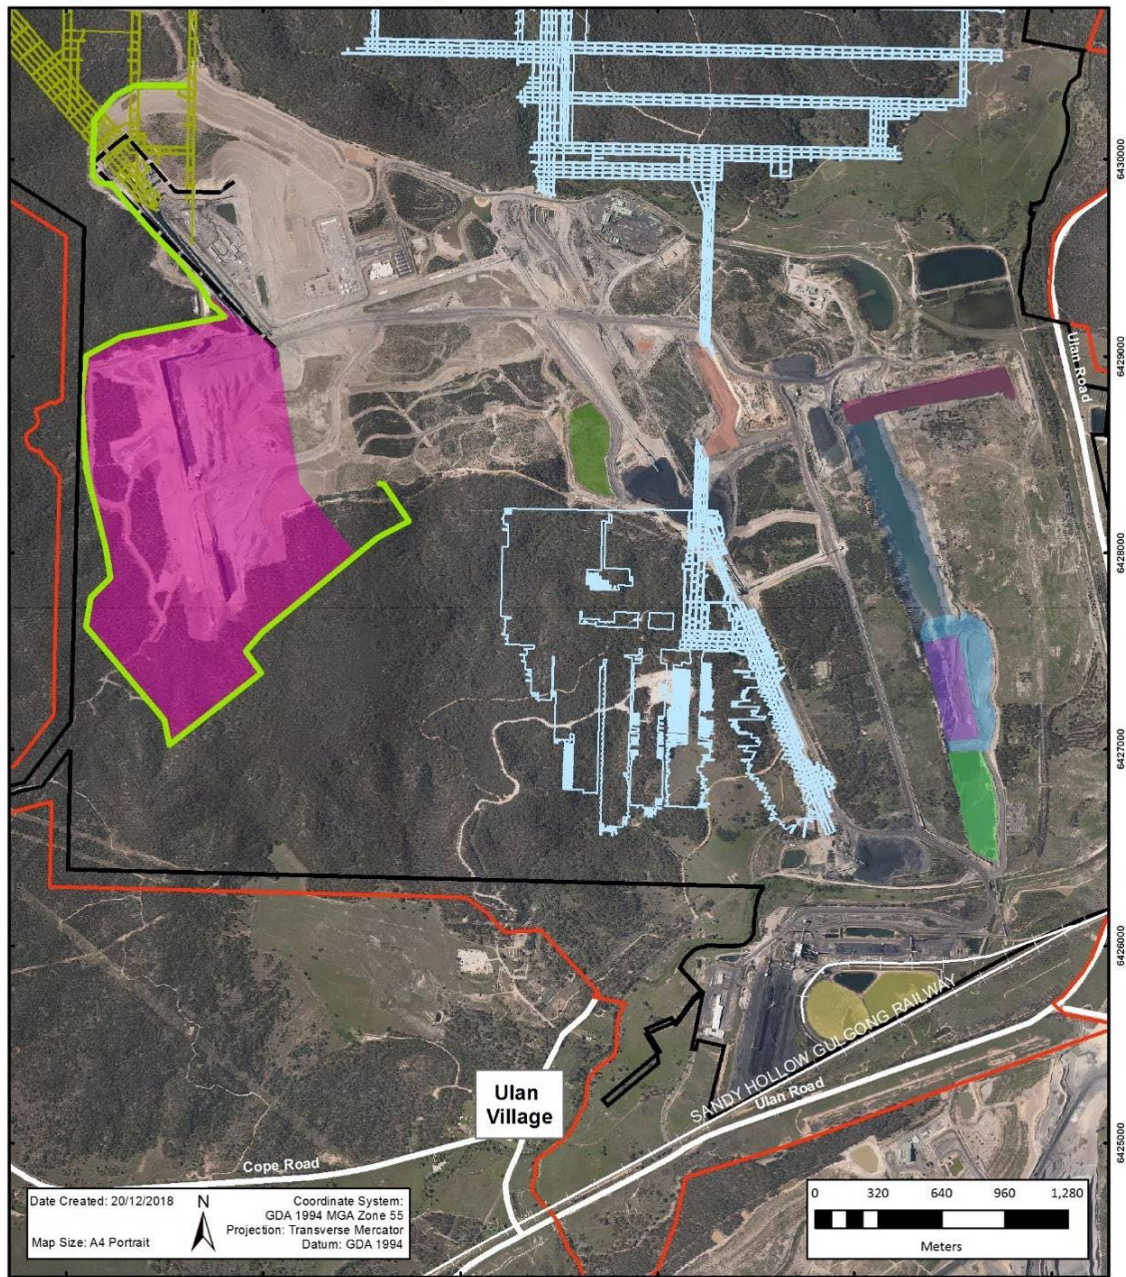 6430000
6429000
Ulan Road
6428000
6427000
6426000
SANDY HOLLOW GULGONG RAILWAY
Ulan Road
Ulan
Village
6425000
Cope Road
Date Created: 20/12/2018
Map Size: A4 Portrait
N
Coordinate System:
GDA 1994 MGA Zone 55
Projection: Transverse Mercator
Datum: GDA 1994
0 320 640 960 1,280
Meters